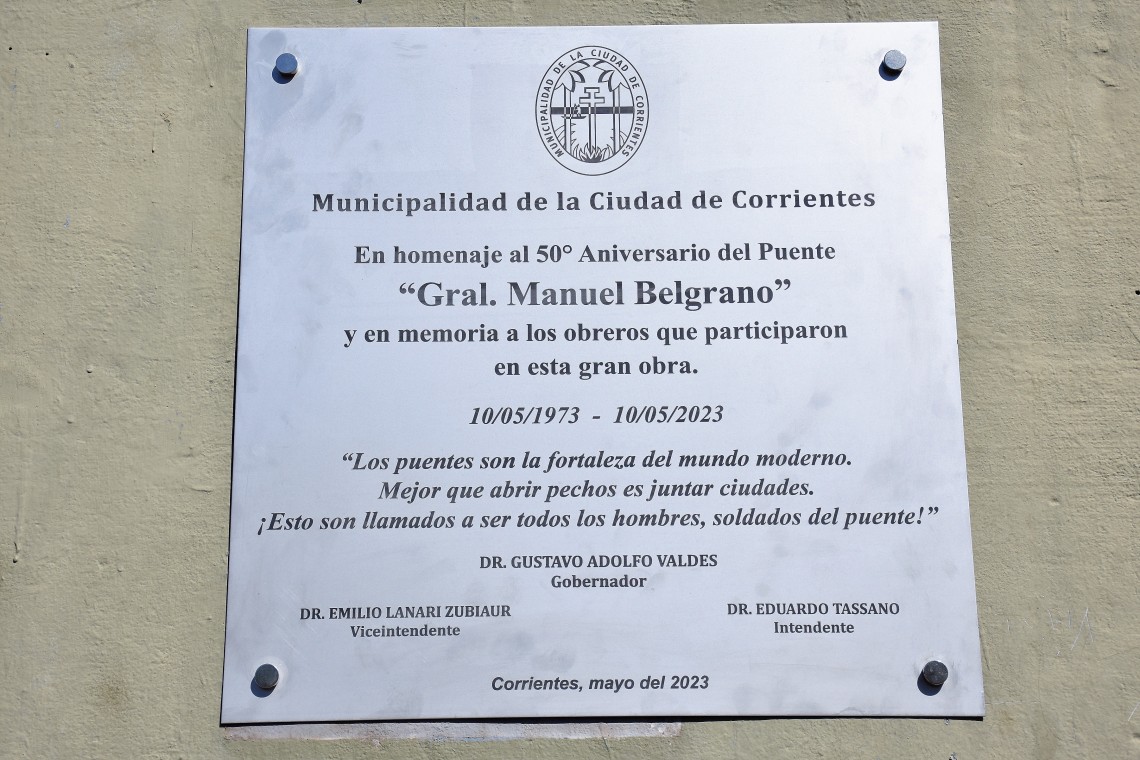 MUNICIPALIDAD DE LA CIUDAD DE CORRIENTES
Municipalidad de la Ciudad de Corrientes
En homenaje al 50° Aniversario del Puente
“Gral. Manuel Belgrano”
y en memoria a los obreros que participaron
en esta gran obra.
10/05/1973 - 10/05/2023
“Los puentes son la fortaleza del mundo moderno.
Mejor que abrir pechos es juntar ciudades.
¡Esto son llamados a ser todos los hombres, soldados del puente!”
DR. GUSTAVO ADOLFO VALDES
Gobernador
DR. EMILIO LANARI ZUBIAUR
Viceintendente
DR. EDUARDO TASSANO
Intendente
Corrientes, mayo del 2023